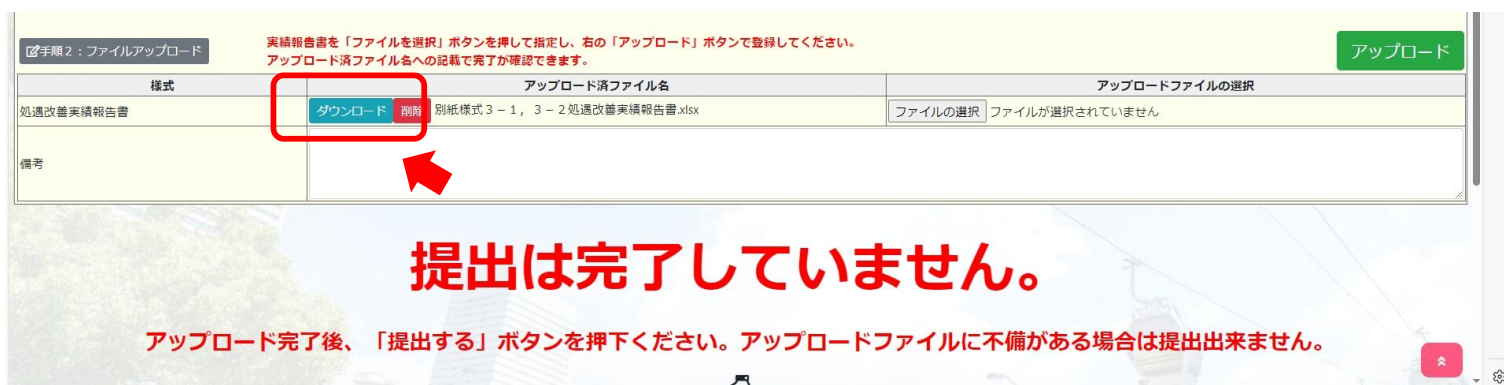 手順2:ファイルアップロード
実績報告書を「ファイルを選択」ボタンを押して指定し、右の「アップロード」ボタンで登録してください。
アップロード済ファイル名への記載で完了が確認できます。
アップロード
様式 アップロード済ファイル名 アップロードファイルの選択
処遇改善実績報告書 ダウンロード 削除 別紙様式3-1,3-2処遇改善実績報告書.xlsx ファイルの選択 ファイルが選択されていません
備考
提出は完了していません。
アップロード完了後、「提出する」ボタンを押下ください。アップロードファイルに不備がある場合は提出出来ません。